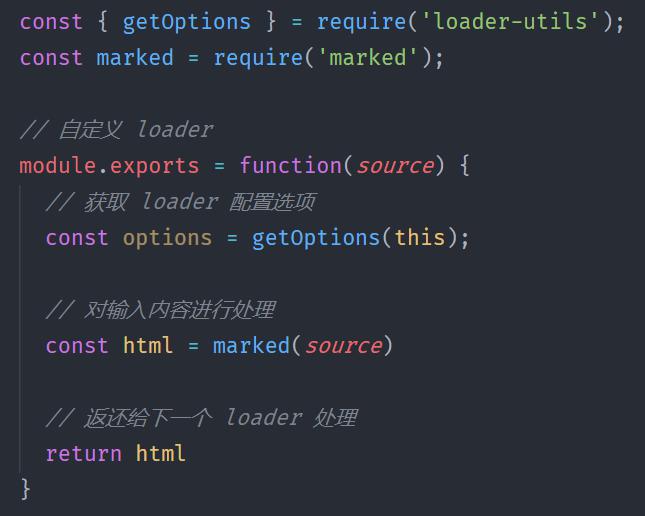 const { getOptions } = require('loader-utils');
const marked = require('marked');
// 自定义 loader
module.exports = function(source) {
// 获取 loader 配置选项
const options = getOptions(this);
// 对输入内容进行处理
const html = marked(source)
// 返还给下一个 loader 处理
return html
}